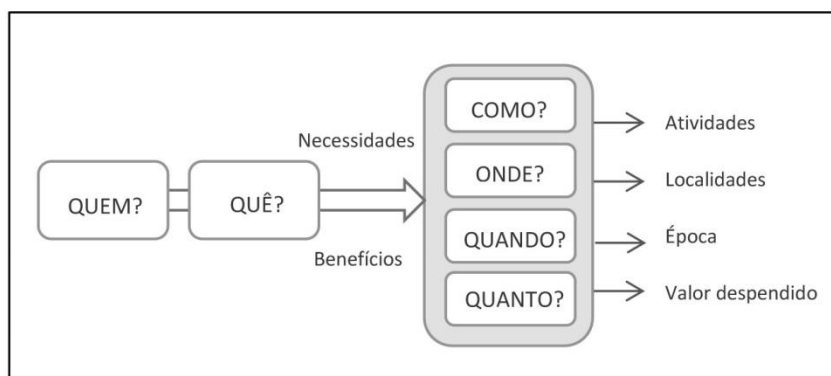 QUEM?
QUÊ?
Necessidades
Benefícios
COMO?
ONDE?
QUANDO?
QUANTO?
Atividades
Localidades
Época
Valor despendido